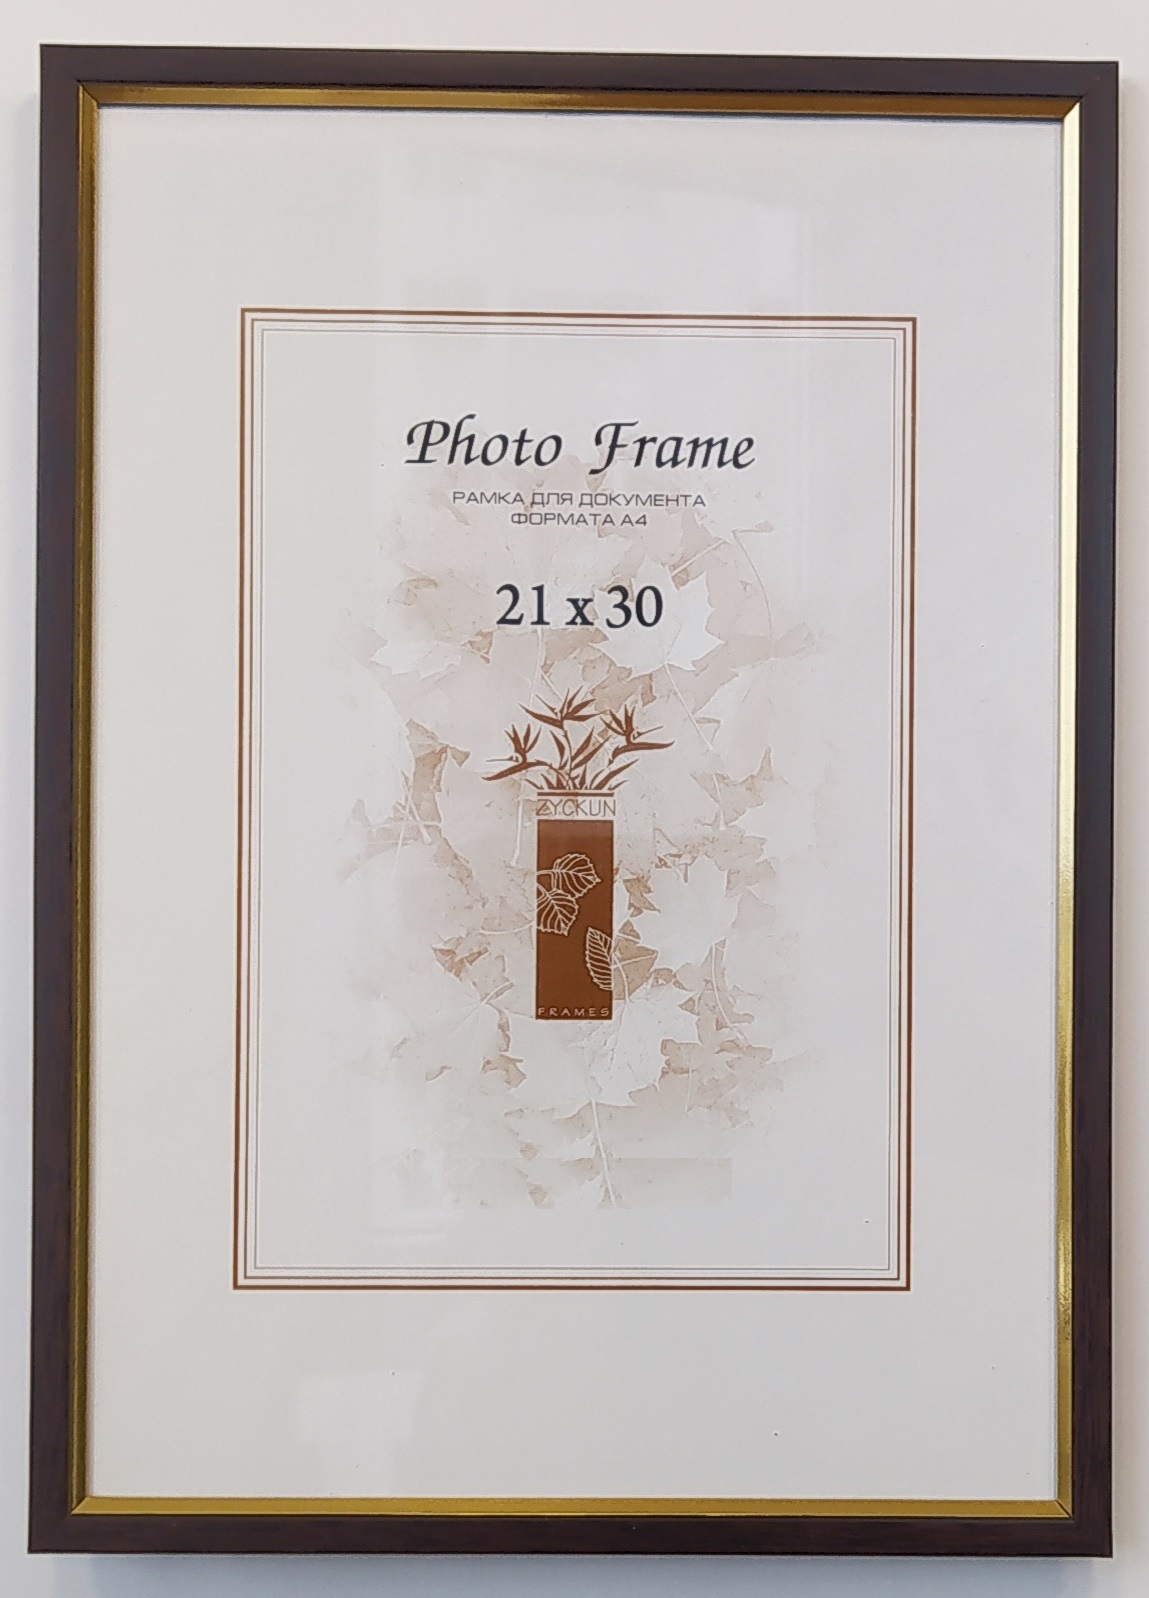 Photo Frame
РАМКА ДЛЯ ДОКУМЕНТА
ФОРМАТА А4
21 x 30
ZYCKUN
FRAMES